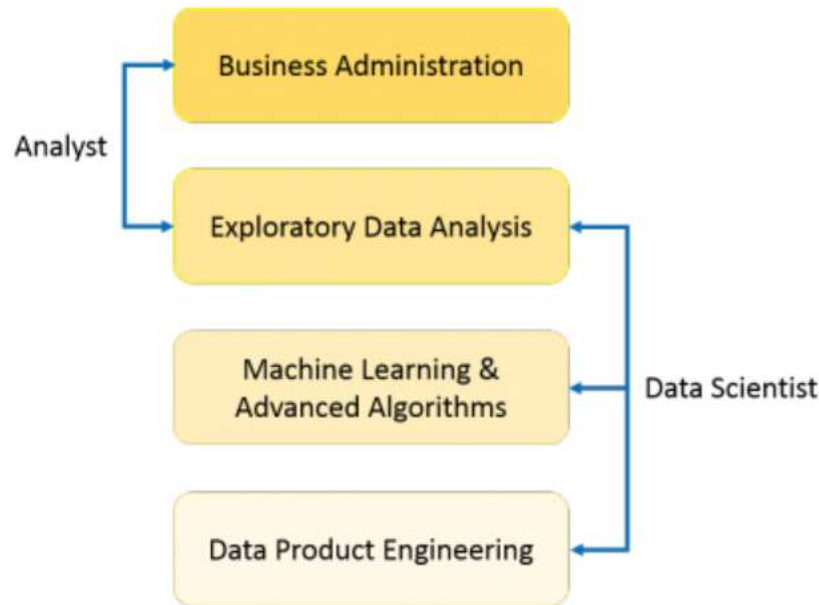 Business Administration
Analyst
Exploratory Data Analysis
Machine Learning &
Advanced Algorithms
Data Scientist
Data Product Engineering